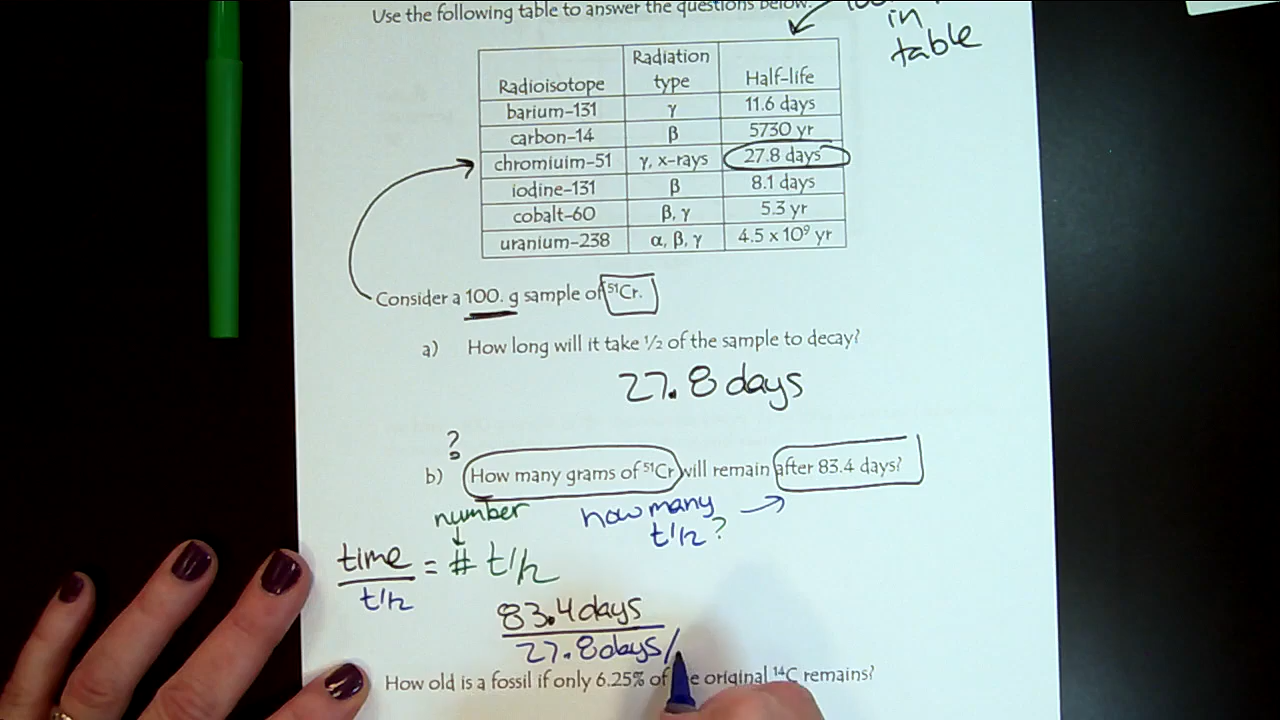 Use the following table to answer the questions below.
in
table
Radioisotope Radiation type Half-life
barium-131 γ 11.6 days
carbon-14 β 5730 yr
chromiuim-51 γ, x-rays 27.8 days
iodine-131 β 8.1 days
cobalt-60 β, γ 5.3 yr
uranium-238 α, β, γ 4.5 x 10⁹ yr
Consider a 100. g sample of ⁵¹Cr.
a) How long will it take ½ of the sample to decay?
27.8 days
?
b) How many grams of ⁵¹Cr will remain after 83.4 days?
number how many
t1/2?
time / t1/2 = # t1/2
83.4 days
27.8 days/
How old is a fossil if only 6.25% of original ¹⁴C remains?